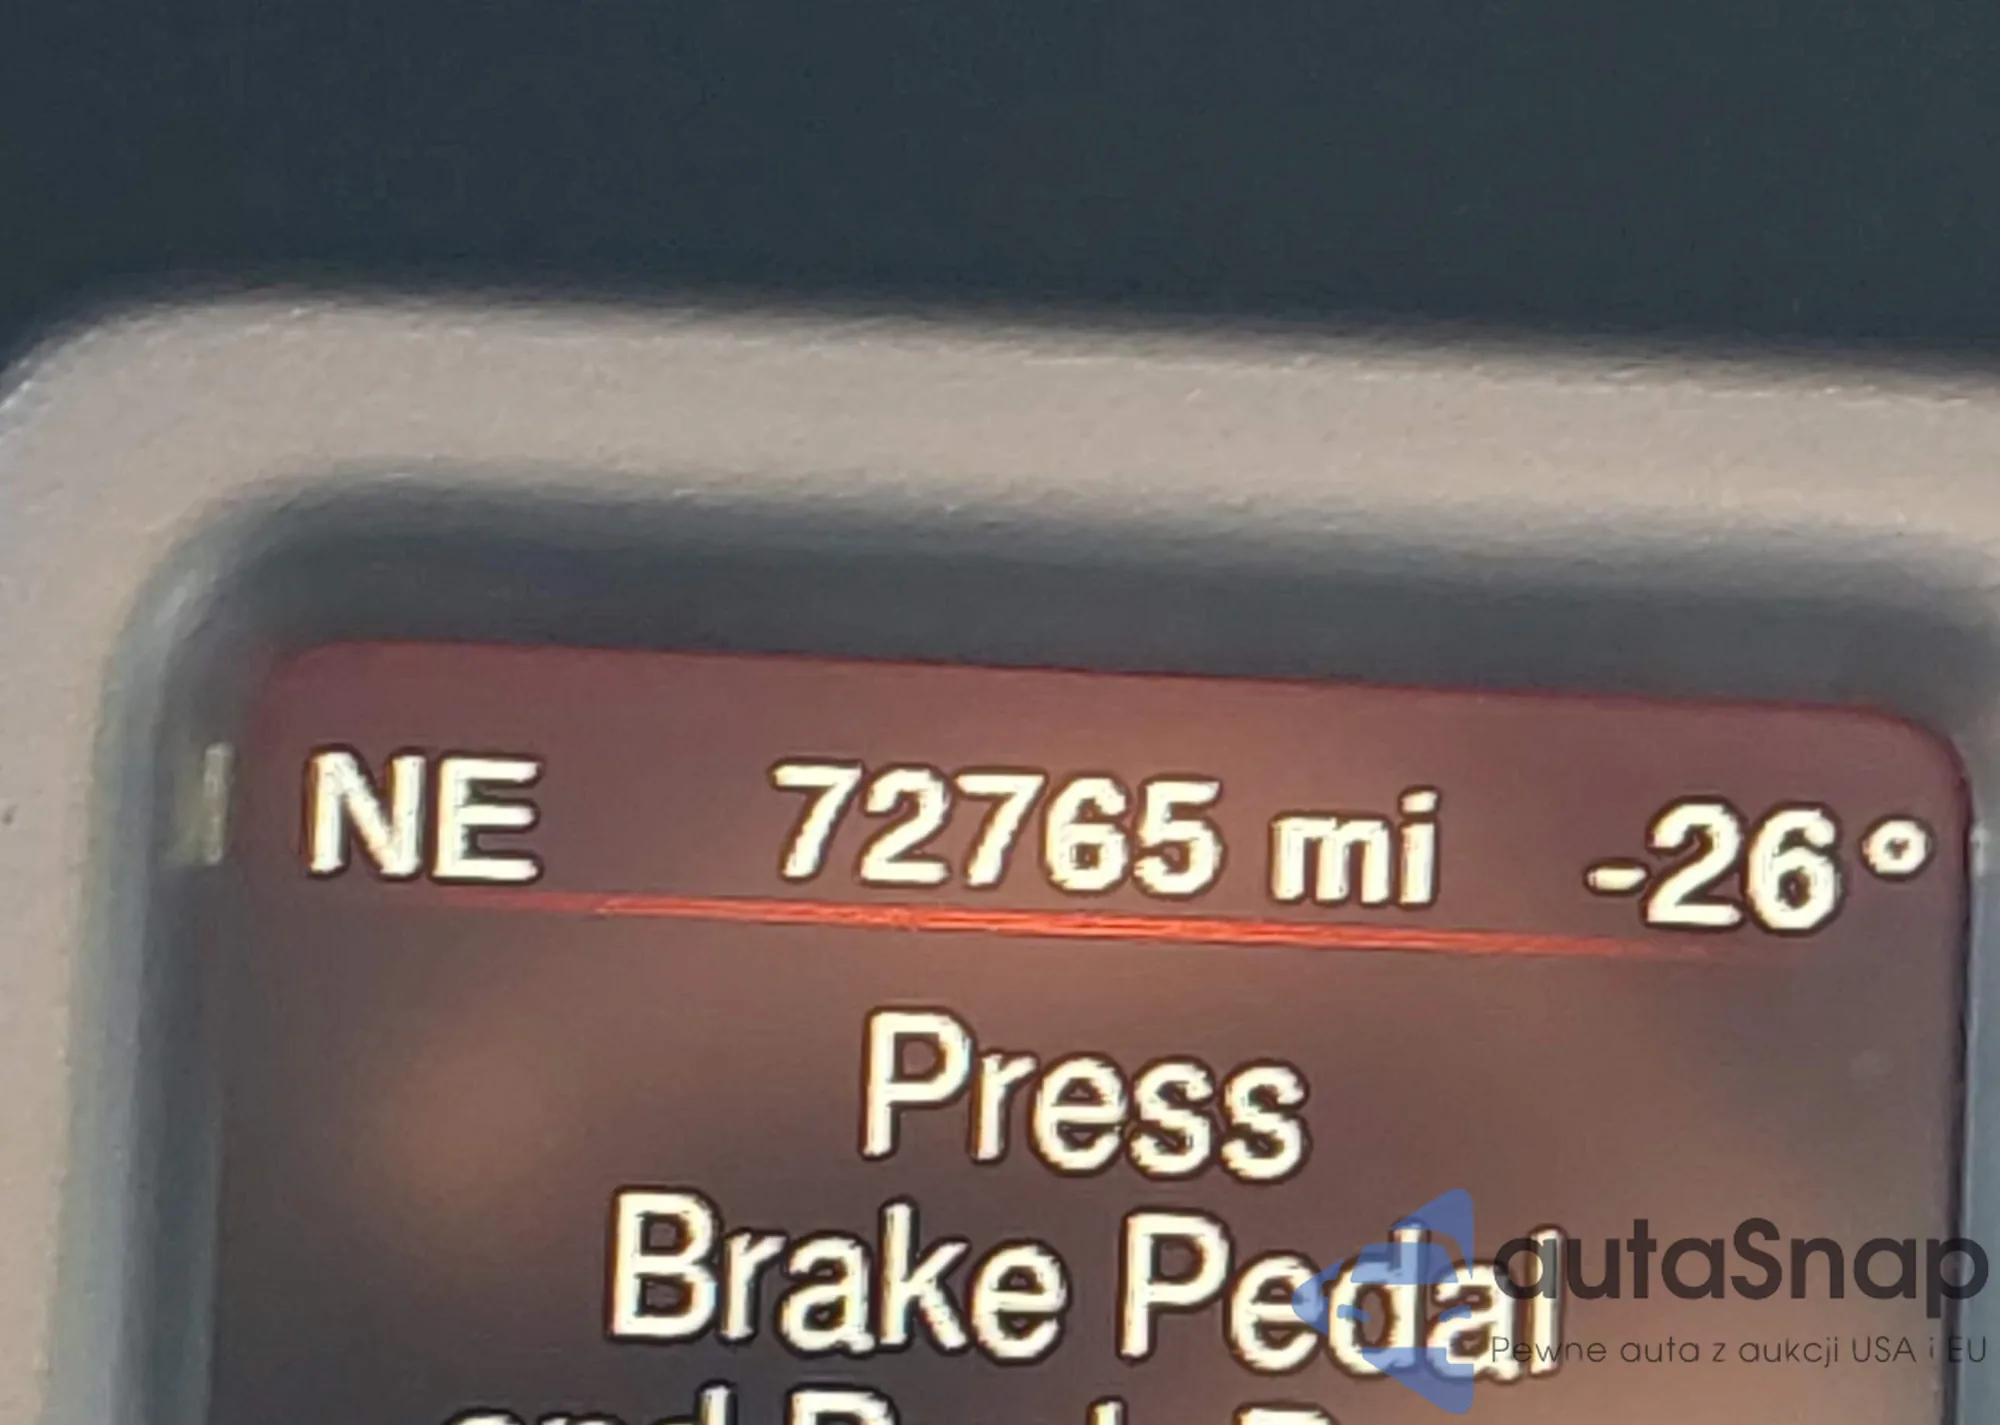 NE 72765 mi -26°
Press
Brake Pedal
autaSnap
Pewne auta z aukcji USA i EU